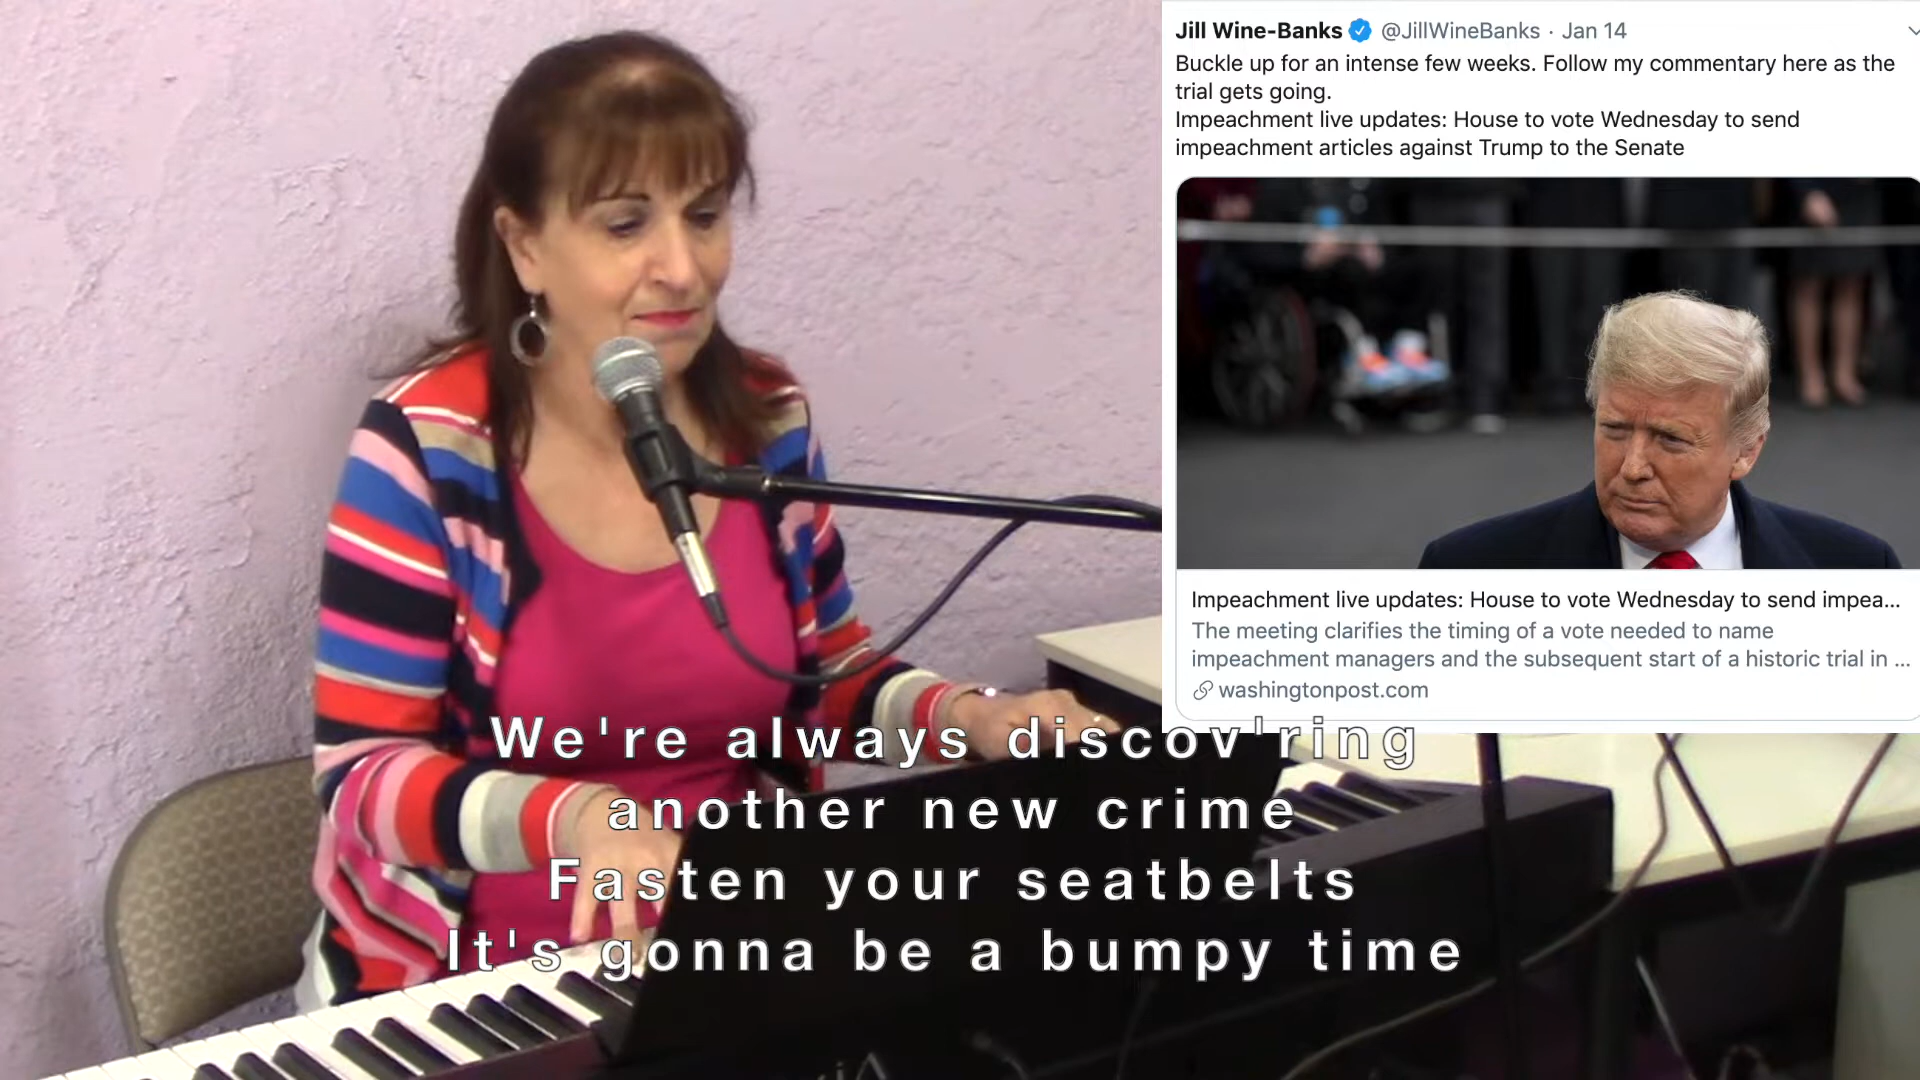 Jill Wine-Banks @JillWineBanks · Jan 14
Buckle up for an intense few weeks. Follow my commentary here as the
trial gets going.
Impeachment live updates: House to vote Wednesday to send
impeachment articles against Trump to the Senate
Impeachment live updates: House to vote Wednesday to send impea...
The meeting clarifies the timing of a vote needed to name
impeachment managers and the subsequent start of a historic trial in ...
washingtonpost.com
We're always discov'ring
another new crime
Fasten your seatbelts
It's gonna be a bumpy time